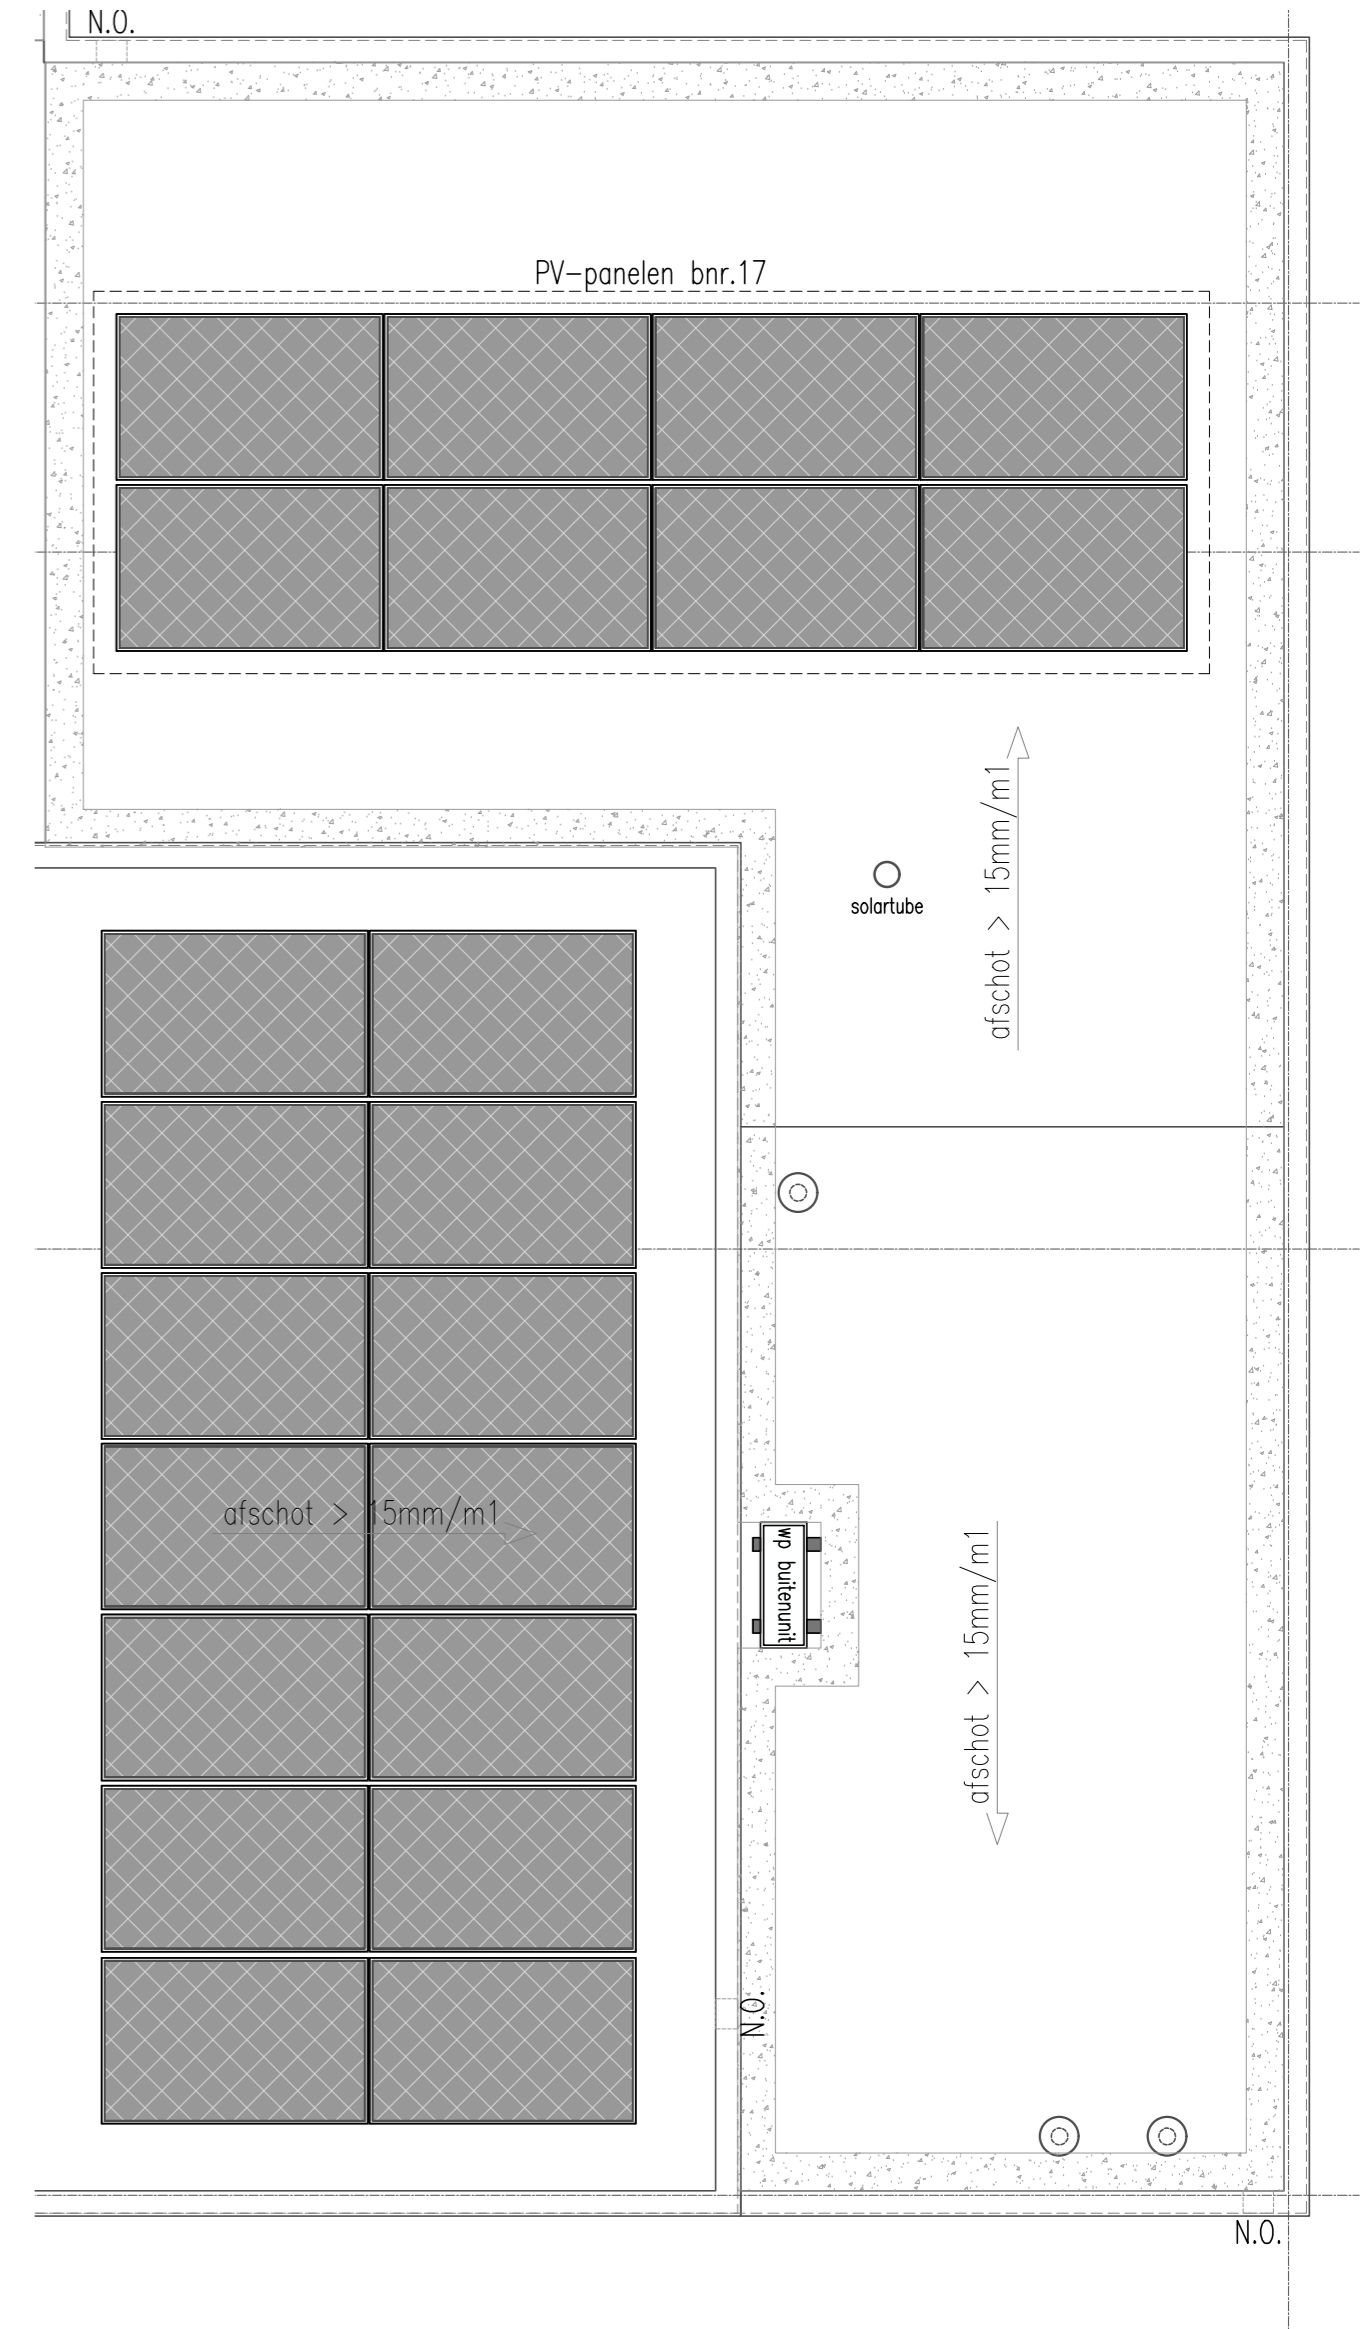 N.O.
PV-panelen bnr.17
afschot > 15mm/m1
solartube
afschot > 15mm/m1
wp buitenunit
afschot > 15mm/m1
N.O.
N.O.